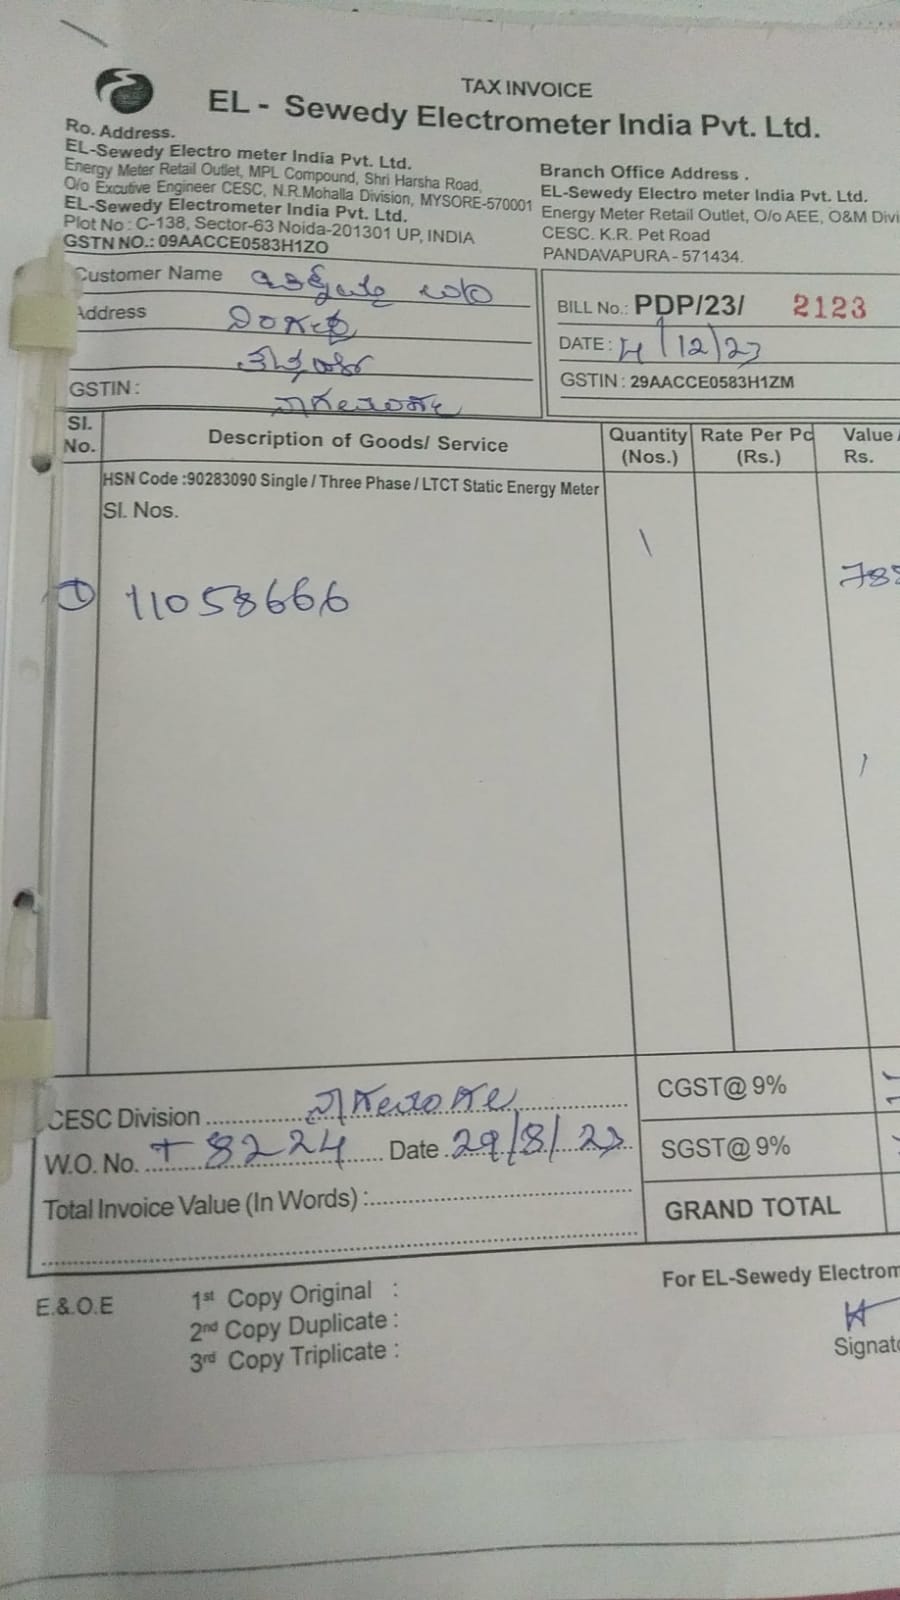 TAX INVOICE
EL - Sewedy Electrometer India Pvt. Ltd.
Ro. Address.
EL-Sewedy Electro meter India Pvt. Ltd.
Energy Meter Retail Outlet, MPL Compound, Shri Harsha Road,
O/o Excutive Engineer CESC, N.R.Mohalla Division, MYSORE-570001
EL-Sewedy Electrometer India Pvt. Ltd.
Plot No : C-138, Sector-63 Noida-201301 UP, INDIA
GSTN NO.: 09AACCE0583H1ZO
Branch Office Address .
EL-Sewedy Electro meter India Pvt. Ltd.
Energy Meter Retail Outlet, O/o AEE, O&M Divi
CESC. K.R. Pet Road
PANDAVAPURA - 571434.
Customer Name
Address
GSTIN :
BILL No.: PDP/23/ 2123
DATE : 4/12/23
GSTIN : 29AACCE0583H1ZM
Sl. No.
Description of Goods/ Service
Quantity (Nos.)
Rate Per Pc (Rs.)
Value Rs.
HSN Code :90283090 Single / Three Phase / LTCT Static Energy Meter
Sl. Nos.
1
① 11058666
788
CESC Division
W.O. No. 8224 Date 29/8/23
Total Invoice Value (In Words) :
CGST@ 9%
SGST@ 9%
GRAND TOTAL
E.&.O.E
1st Copy Original :
2nd Copy Duplicate :
3rd Copy Triplicate :
For EL-Sewedy Electrom
Signat